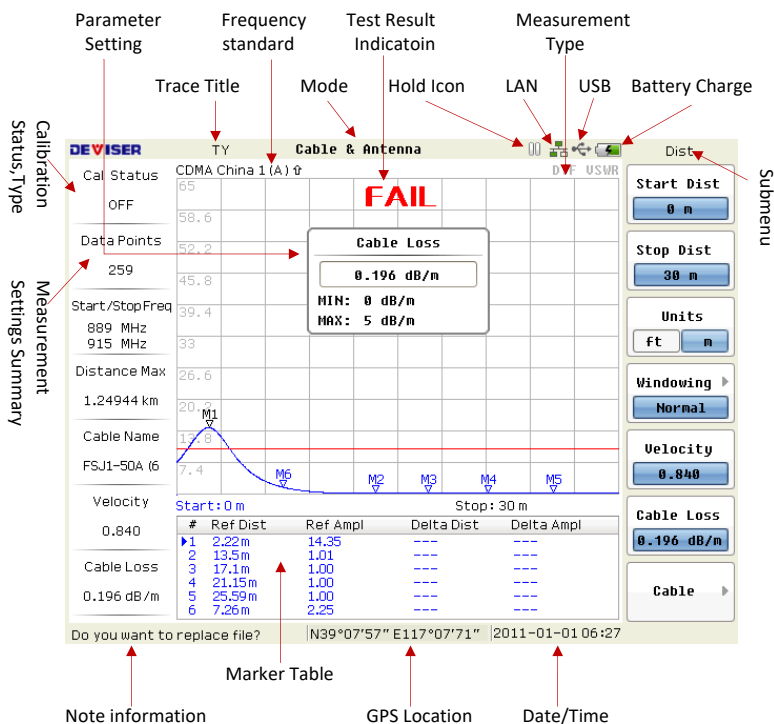 Parameter Setting
Frequency standard
Test Result Indicatoin
Measurement Type
Trace Title
Mode
Hold Icon
LAN
USB
Battery Charge
Calibration Status,Type
Measurement Settings Summary
Submenu
DEVISER
TY
Cable & Antenna
Dist
Cal Status
OFF
Data Points
259
Start/Stop Freq
889 MHz
915 MHz
Distance Max
1.24944 km
Cable Name
FSJ1-50A (6
Velocity
0.840
Cable Loss
0.196 dB/m
CDMA China 1 (A) ⇧
DTF VSWR
FAIL
65
58.6
52.2
45.8
39.4
33
26.6
20.2
13.8
7.4
Cable Loss
0.196 dB/m
MIN: 0 dB/m
MAX: 5 dB/m
M1
M6
M2
M3
M4
M5
Start: 0 m
Stop: 30 m
# Ref Dist Ref Ampl Delta Dist Delta Ampl
1 2.22m 14.35 --- ---
2 13.5m 1.01 --- ---
3 17.1m 1.00 --- ---
4 21.15m 1.00 --- ---
5 25.59m 1.00 --- ---
6 7.26m 2.25 --- ---
Start Dist
0 m
Stop Dist
30 m
Units
ft m
Windowing
Normal
Velocity
0.840
Cable Loss
0.196 dB/m
Cable
Do you want to replace file?
N39°07'57" E117°07'71"
2011-01-01 06:27
Marker Table
Note information
GPS Location
Date/Time